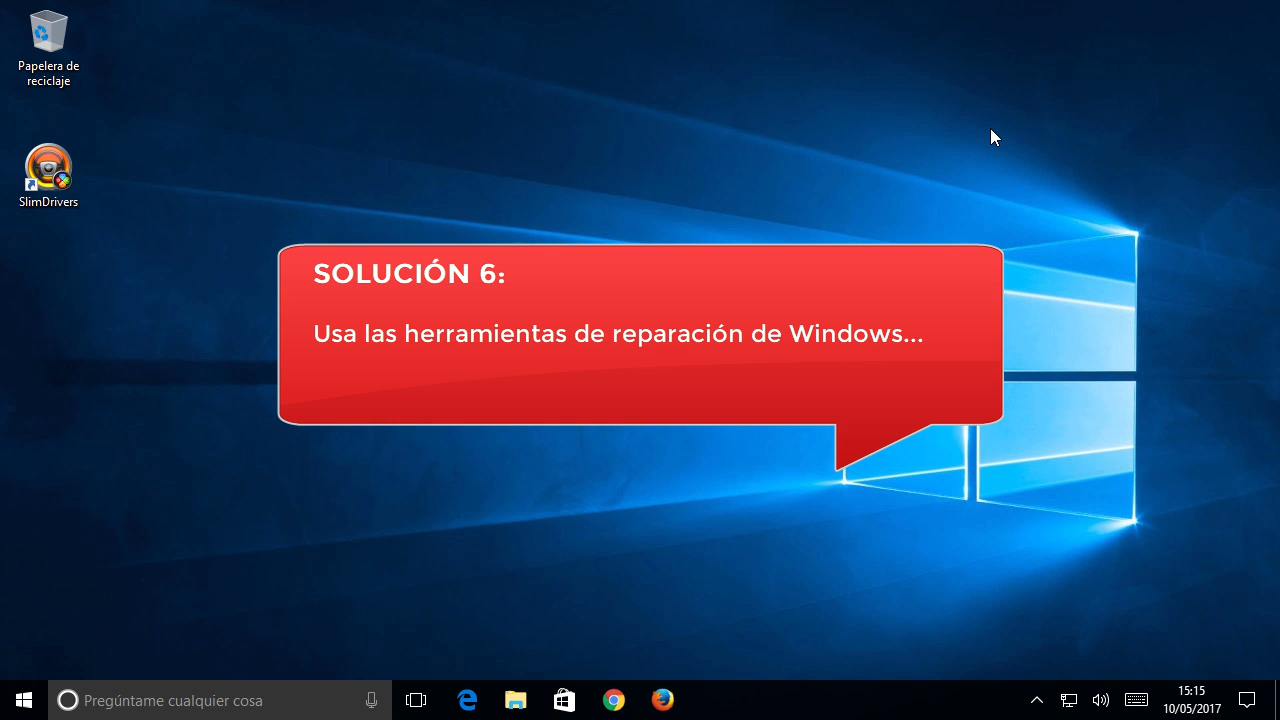 Papelera de
reciclaje
SlimDrivers
SOLUCIÓN 6:
Usa las herramientas de reparación de Windows...
Pregúntame cualquier cosa
15:15
10/05/2017